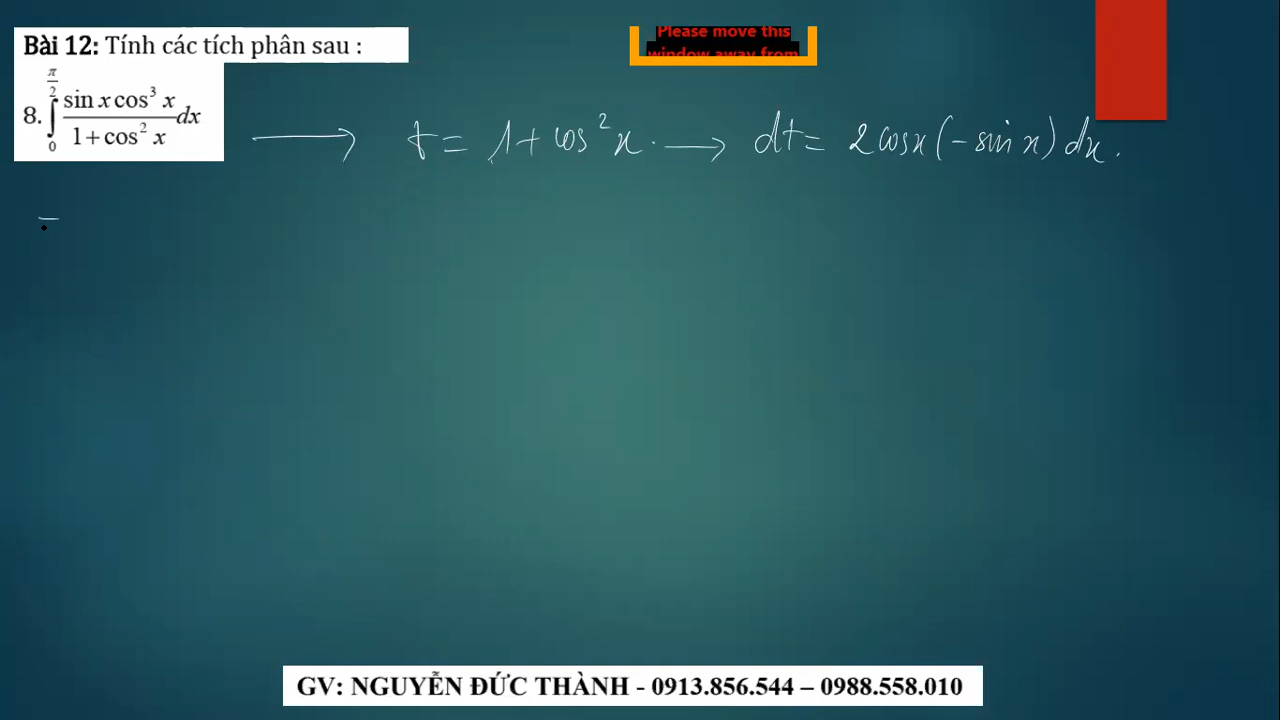 Bài 12: Tính các tích phân sau :
Please move this
window away from
8. ∫₀^(π/2) (sin x cos³ x)/(1 + cos² x) dx ⟶ t = 1 + cos²x. ⟶ dt = 2cosx(-sin x) dx.
GV: NGUYỄN ĐỨC THÀNH - 0913.856.544 – 0988.558.010